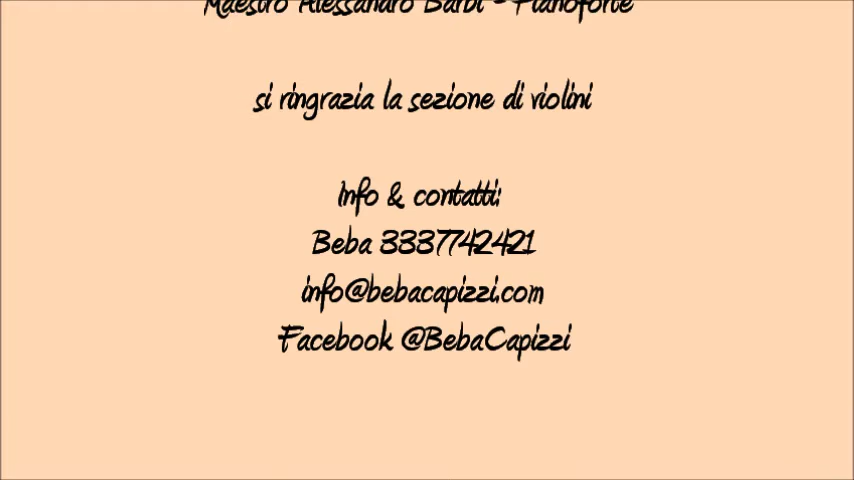 Maestro Alessandro Barbi - Pianoforte
si ringrazia la sezione di violini
Info & contatti:
Beba 3337742421
info@bebacapizzi.com
Facebook @BebaCapizzi